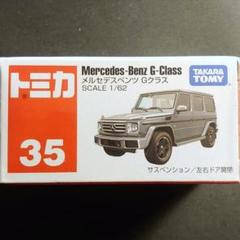 トミカ
35
Mercedes-Benz G-Class
メルセデスベンツ Gクラス
SCALE 1/62
TAKARA
TOMY
サスペンション/左右ドア開閉